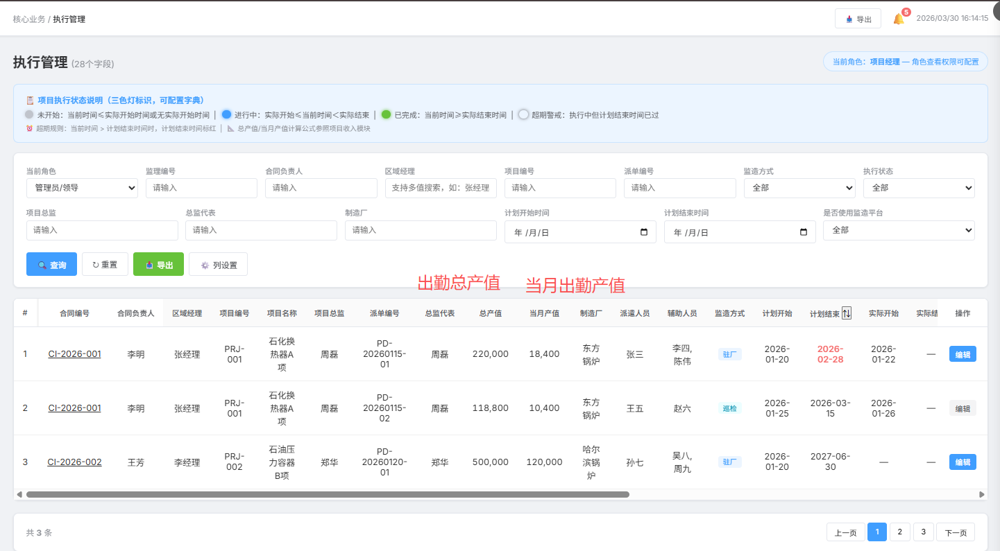 核心业务 / 执行管理
导出
5
2026/03/30 16:14:15
执行管理 (28个字段)
当前角色：项目经理 — 角色查看权限可配置
项目执行状态说明（三色灯标识，可配置字典）
未开始：当前时间≤实际开始时间或无实际开始时间 | 进行中：实际开始≤当前时间＜实际结束 | 已完成：当前时间≥实际结束时间 | 超期警戒：执行中但计划结束时间已过
超期规则：当前时间 > 计划结束时间时，计划结束时间标红 | 总产值/当月产值计算公式参照项目收入模块
当前角色 监理编号 合同负责人 区域经理 项目编号 派单编号 监造方式 执行状态
管理员/领导 请输入 请输入 支持多值搜索，如：张经理 请输入 请输入 全部 全部
项目总监 总监代表 制造厂 计划开始时间 计划结束时间 是否使用监造平台
请输入 请输入 请输入 年 /月/日 年 /月/日 全部
查询 ↻ 重置 导出 列设置
出勤总产值 当月出勤产值
# 合同编号 合同负责人 区域经理 项目编号 项目名称 项目总监 派单编号 总监代表 总产值 当月产值 制造厂 派遣人员 辅助人员 监造方式 计划开始 计划结束 ⇅ 实际开始 实际结 操作
1 CI-2026-001 李明 张经理 PRJ-001 石化换热器A项 周磊 PD-20260115-01 周磊 220,000 18,400 东方锅炉 张三 李四, 陈伟 驻厂 2026-01-20 2026-02-28 2026-01-22 — 编辑
2 CI-2026-001 李明 张经理 PRJ-001 石化换热器A项 周磊 PD-20260115-02 周磊 118,800 10,400 东方锅炉 王五 赵六 巡检 2026-01-25 2026-03-15 2026-01-26 — 编辑
3 CI-2026-002 王芳 李经理 PRJ-002 石油压力容器B项 郑华 PD-20260120-01 郑华 500,000 120,000 哈尔滨锅炉 孙七 吴八, 周九 驻厂 2026-01-20 2027-06-30 — — 编辑
共 3 条
上一页 1 2 3 下一页